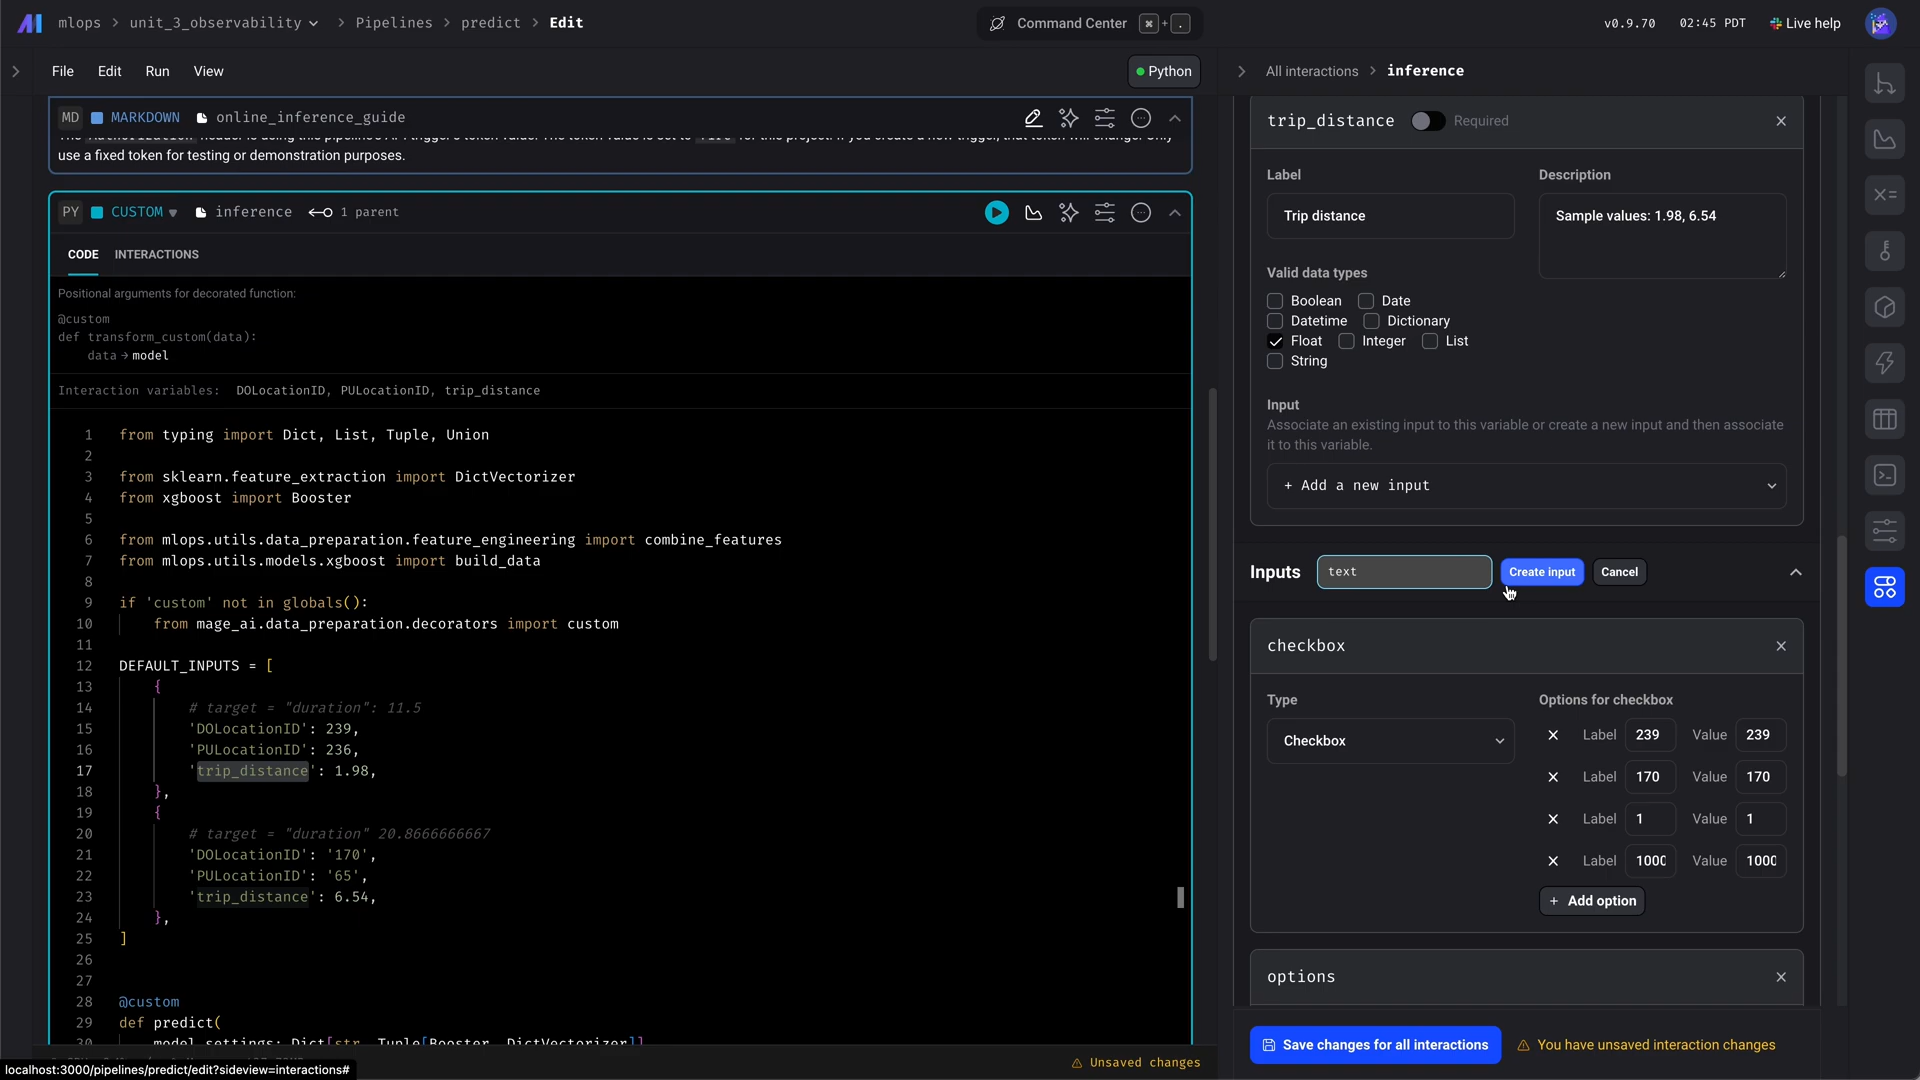 mlops > unit_3_observability > Pipelines > predict > Edit
Command Center ⌘ + .
v0.9.70 02:45 PDT Live help
File Edit Run View
Python
All interactions > inference
MD MARKDOWN online_inference_guide
use a fixed token for testing or demonstration purposes.
PY CUSTOM inference 1 parent
CODE INTERACTIONS
Positional arguments for decorated function:
@custom
def transform_custom(data):
data → model
Interaction variables: DOLocationID, PULocationID, trip_distance
1 from typing import Dict, List, Tuple, Union
2
3 from sklearn.feature_extraction import DictVectorizer
4 from xgboost import Booster
5
6 from mlops.utils.data_preparation.feature_engineering import combine_features
7 from mlops.utils.models.xgboost import build_data
8
9 if 'custom' not in globals():
10 from mage_ai.data_preparation.decorators import custom
11
12 DEFAULT_INPUTS = [
13 {
14 # target = "duration": 11.5
15 'DOLocationID': 239,
16 'PULocationID': 236,
17 'trip_distance': 1.98,
18 },
19 {
20 # target = "duration" 20.8666666667
21 'DOLocationID': '170',
22 'PULocationID': '65',
23 'trip_distance': 6.54,
24 },
25 ]
26
27
28 @custom
29 def predict(
30 model_settings: Dict[str, Tuple[Booster, DictVectorizer]]
Unsaved changes
localhost:3000/pipelines/predict/edit?sideview=interactions#
trip_distance Required
Label
Trip distance
Description
Sample values: 1.98, 6.54
Valid data types
Boolean Date
Datetime Dictionary
Float Integer List
String
Input
Associate an existing input to this variable or create a new input and then associate
it to this variable.
+ Add a new input
Inputs text Create input Cancel
checkbox
Type
Checkbox
Options for checkbox
Label 239 Value 239
Label 170 Value 170
Label 1 Value 1
Label 1000 Value 1000
+ Add option
options
Save changes for all interactions
You have unsaved interaction changes